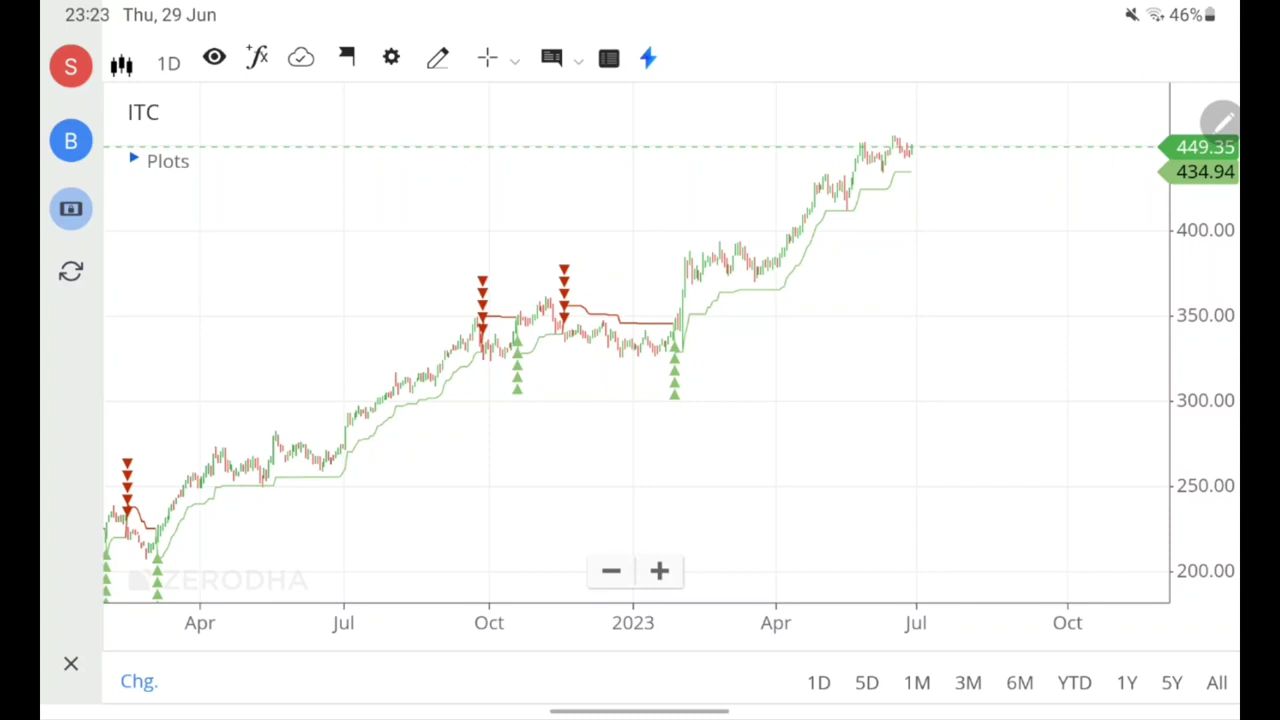 23:23 Thu, 29 Jun 46%
S 1D
B
ITC
Plots
449.35
434.94
400.00
350.00
300.00
250.00
200.00
ZERODHA
Apr Jul Oct 2023 Apr Jul Oct
Chg. 1D 5D 1M 3M 6M YTD 1Y 5Y All